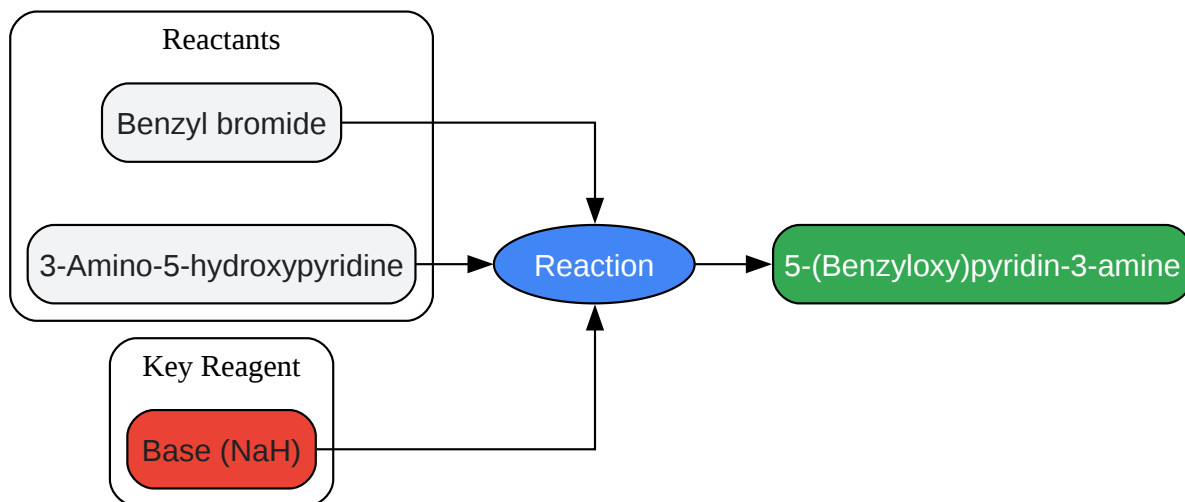 Reactants
Benzyl bromide
3-Amino-5-hydroxypyridine
Reaction
5-(Benzyloxy)pyridin-3-amine
Key Reagent
Base (NaH)